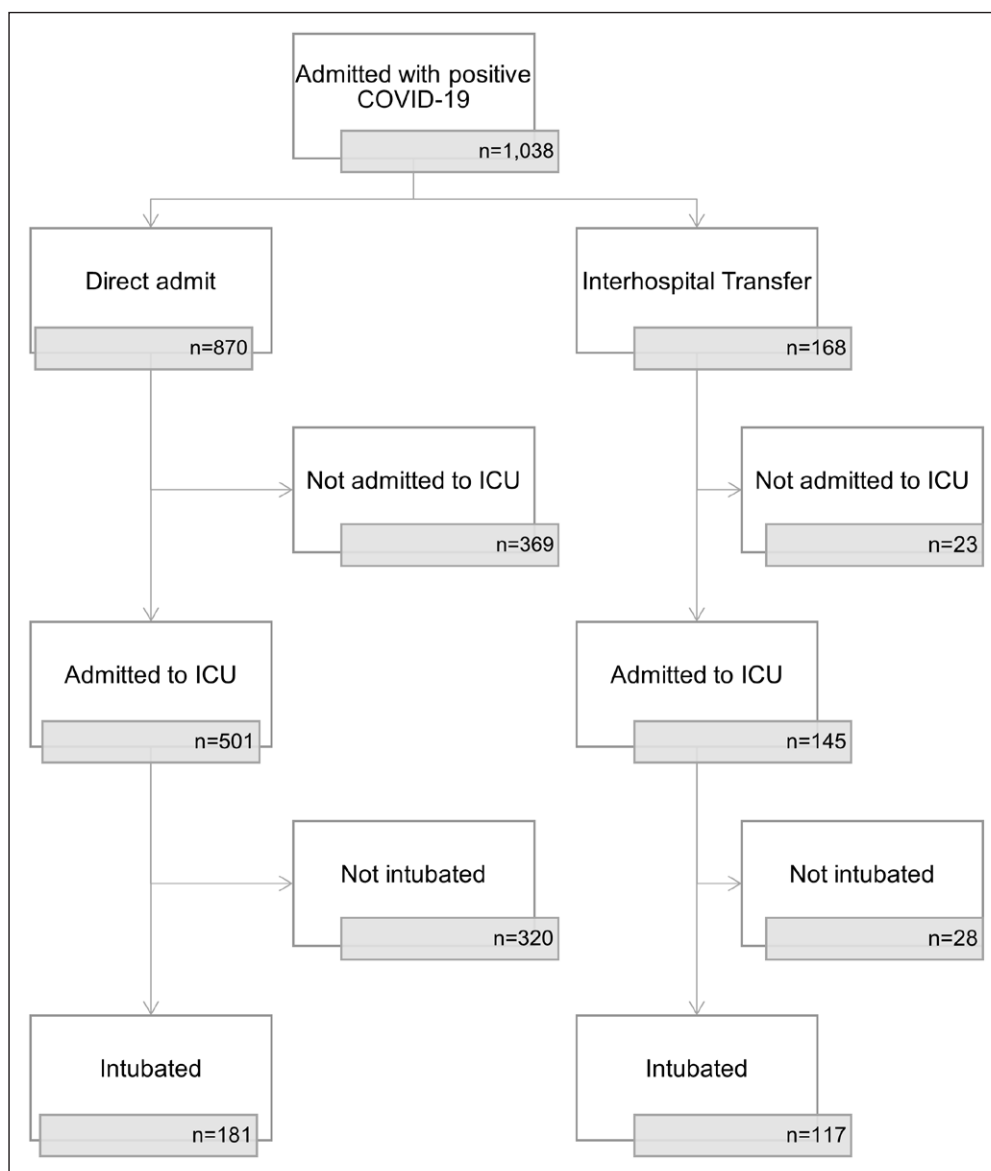 Admitted with positive
COVID-19
n=1,038
Direct admit
n=870
Interhospital Transfer
n=168
Not admitted to ICU
n=369
Not admitted to ICU
n=23
Admitted to ICU
n=501
Admitted to ICU
n=145
Not intubated
n=320
Not intubated
n=28
Intubated
n=181
Intubated
n=117